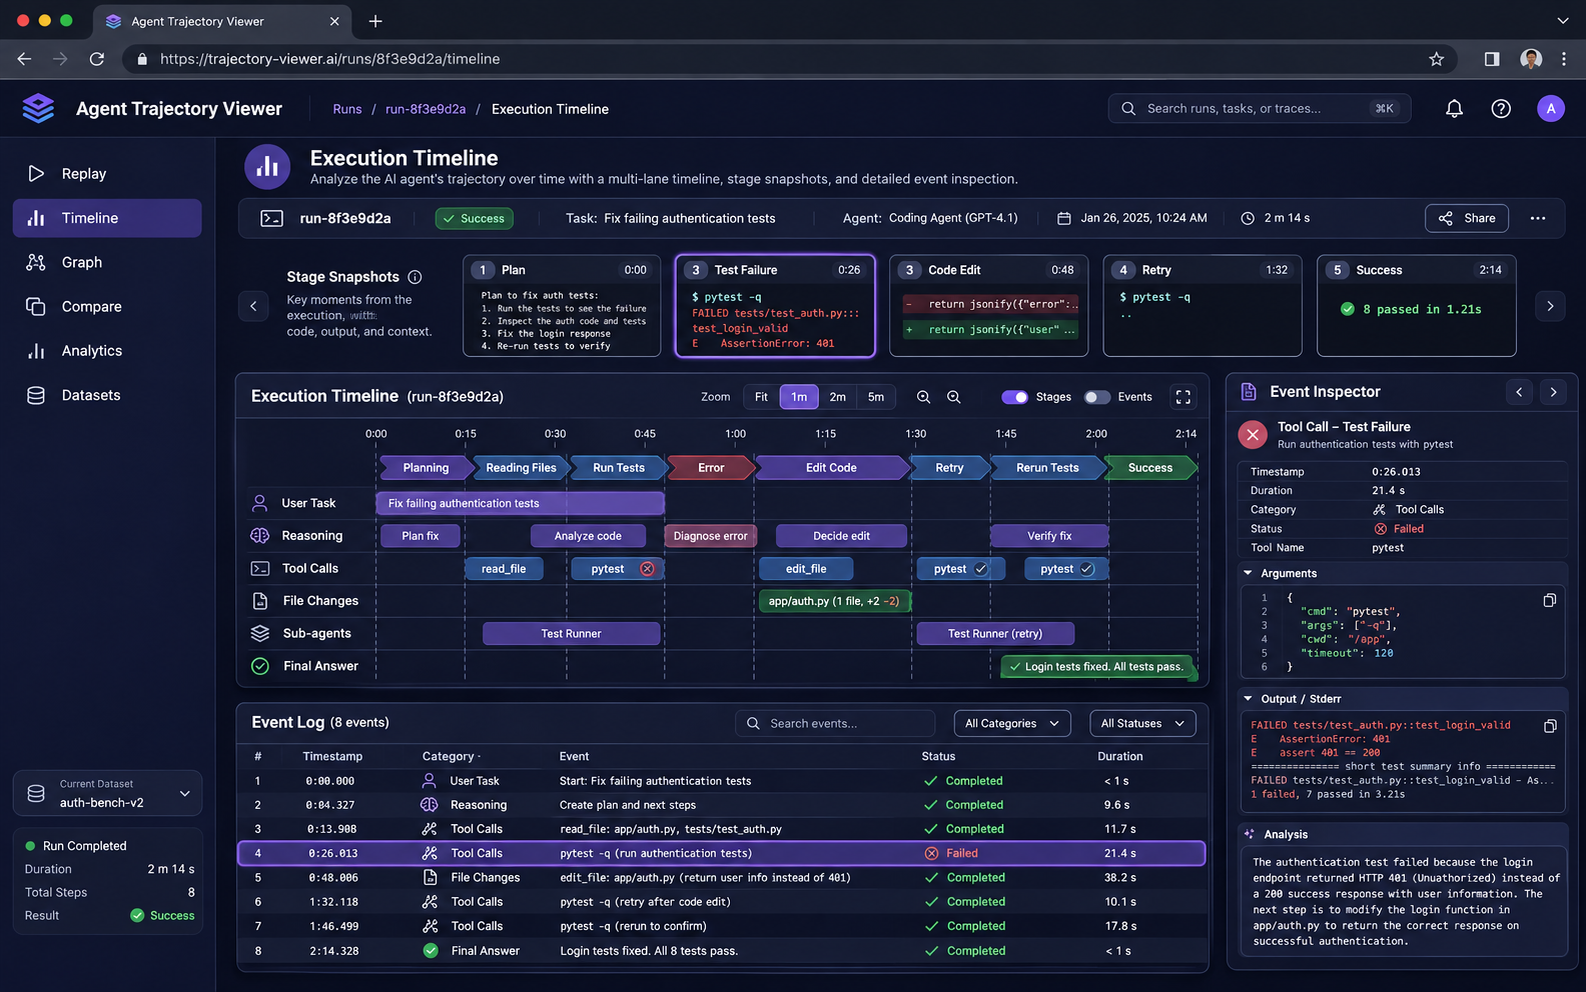 Agent Trajectory Viewer
https://trajectory-viewer.ai/runs/8f3e9d2a/timeline
Agent Trajectory Viewer
Runs / run-8f3e9d2a / Execution Timeline
Search runs, tasks, or traces...
⌘K
A
Replay
Timeline
Graph
Compare
Analytics
Datasets
Current Dataset
auth-bench-v2
Run Completed
Duration 2 m 14 s
Total Steps 8
Result Success
Execution Timeline
Analyze the AI agent's trajectory over time with a multi-lane timeline, stage snapshots, and detailed event inspection.
run-8f3e9d2a Success Task: Fix failing authentication tests Agent: Coding Agent (GPT-4.1) Jan 26, 2025, 10:24 AM 2 m 14 s Share
Stage Snapshots
Key moments from the
execution,
code, output, and context.
1 Plan 0:00
Plan to fix auth tests:
1. Run the tests to see the failure
2. Inspect the auth code and tests
3. Fix the login response
4. Re-run tests to verify
3 Test Failure 0:26
$ pytest -q
FAILED tests/test_auth.py:::
test_login_valid
E AssertionError: 401
3 Code Edit 0:48
- return jsonify({"error":..
+ return jsonify({"user" ...
4 Retry 1:32
$ pytest -q
..
5 Success 2:14
8 passed in 1.21s
Execution Timeline (run-8f3e9d2a)
Zoom Fit 1m 2m 5m Stages Events
0:00 0:15 0:30 0:45 1:00 1:15 1:30 1:45 2:00 2:14
Planning Reading Files Run Tests Error Edit Code Retry Rerun Tests Success
User Task Fix failing authentication tests
Reasoning Plan fix Analyze code Diagnose error Decide edit Verify fix
Tool Calls read_file pytest edit_file pytest pytest
File Changes app/auth.py (1 file, +2 -2)
Sub-agents Test Runner Test Runner (retry)
Final Answer Login tests fixed. All tests pass.
Event Log (8 events)
Search events...
All Categories
All Statuses
# Timestamp Category Event Status Duration
1 0:00.000 User Task Start: Fix failing authentication tests Completed < 1 s
2 0:04.327 Reasoning Create plan and next steps Completed 9.6 s
3 0:13.908 Tool Calls read_file: app/auth.py, tests/test_auth.py Completed 11.7 s
4 0:26.013 Tool Calls pytest -q (run authentication tests) Failed 21.4 s
5 0:48.006 File Changes edit_file: app/auth.py (return user info instead of 401) Completed 38.2 s
6 1:32.118 Tool Calls pytest -q (retry after code edit) Completed 10.1 s
7 1:46.499 Tool Calls pytest -q (rerun to confirm) Completed 17.8 s
8 2:14.328 Final Answer Login tests fixed. All 8 tests pass. Completed < 1 s
Event Inspector
Tool Call – Test Failure
Run authentication tests with pytest
Timestamp 0:26.013
Duration 21.4 s
Category Tool Calls
Status Failed
Tool Name pytest
Arguments
1 {
2 "cmd": "pytest",
3 "args": ["-q"],
4 "cwd": "/app",
5 "timeout": 120
6 }
Output / Stderr
FAILED tests/test_auth.py::test_login_valid
E AssertionError: 401
E assert 401 == 200
=============== short test summary info ============
FAILED tests/test_auth.py::test_login_valid - As...
1 failed, 7 passed in 3.21s
Analysis
The authentication test failed because the login
endpoint returned HTTP 401 (Unuathorized) instead of
a 200 success response with user information. The
next step is to modify the login function in
app/auth.py to return the correct response on
successful authentication.